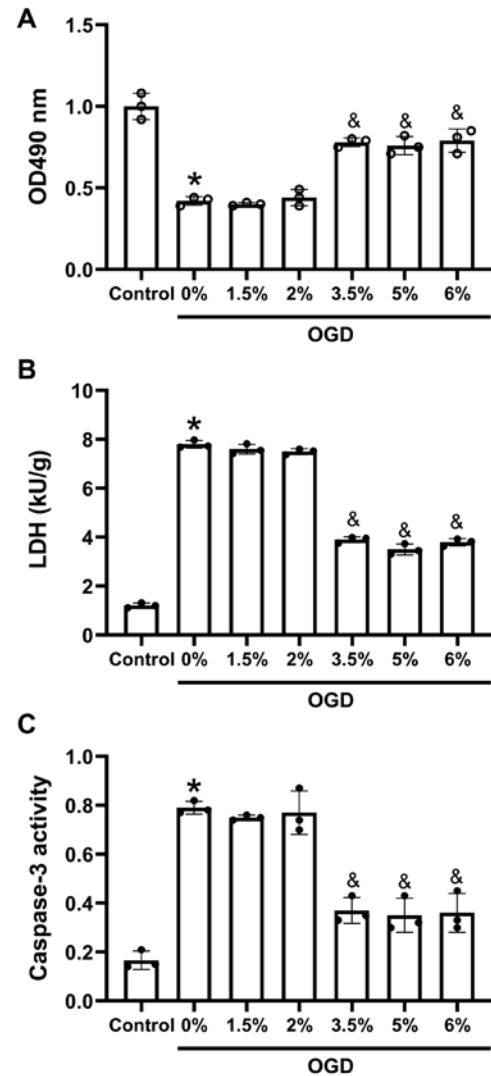 A
OD490 nm
1.5
1.0
0.5
0.0
*
&
&
&
Control 0% 1.5% 2% 3.5% 5% 6%
OGD
B
LDH (kU/g)
10
8
6
4
2
0
*
&
&
&
Control 0% 1.5% 2% 3.5% 5% 6%
OGD
C
Caspase-3 activity
0.8
0.6
0.4
0.2
0.0
*
&
&
&
Control 0% 1.5% 2% 3.5% 5% 6%
OGD